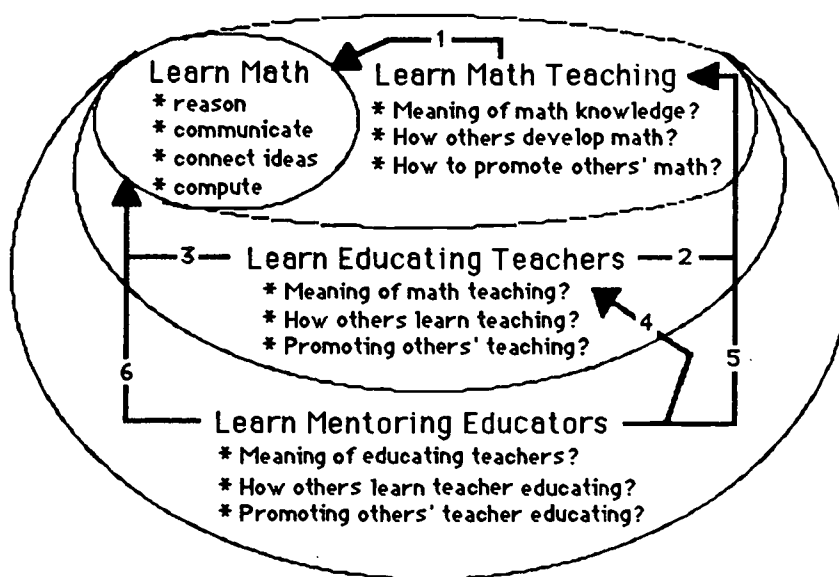 1
Learn Math
* reason
* communicate
* connect ideas
* compute
Learn Math Teaching
* Meaning of math knowledge?
* How others develop math?
* How to promote others' math?
3
Learn Educating Teachers
2
* Meaning of math teaching?
* How others learn teaching?
* Promoting others' teaching?
4
6
5
Learn Mentoring Educators
* Meaning of educating teachers?
* How others learn teacher educating?
* Promoting others' teacher educating?